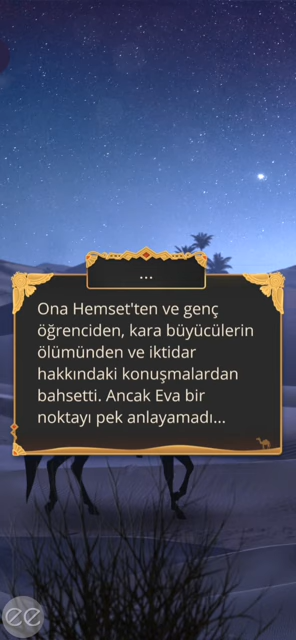 ...
Ona Hemset'ten ve genç
öğrenciden, kara büyücülerin
ölümünden ve iktidar
hakkındaki konuşmalardan
bahsetti. Ancak Eva bir
noktayı pek anlayamadı...
ee